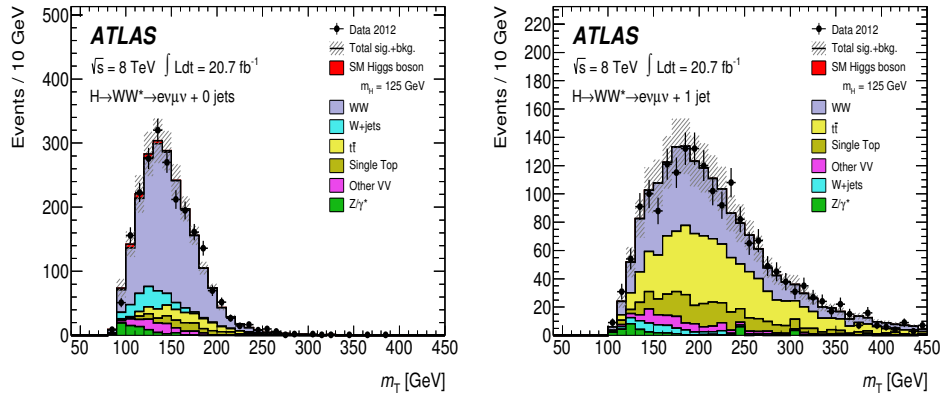 ATLAS
√s = 8 TeV ∫ Ldt = 20.7 fb-1
H→WW*→eνμν + 0 jets
Data 2012
Total sig.+bkg.
SM Higgs boson
mH = 125 GeV
WW
W+jets
tt̄
Single Top
Other VV
Z/γ*
Events / 10 GeV
500
400
300
200
100
0
50 100 150 200 250 300 350 400 450
mT [GeV]
ATLAS
√s = 8 TeV ∫ Ldt = 20.7 fb-1
H→WW*→eνμν + 1 jet
Data 2012
Total sig.+bkg.
SM Higgs boson
mH = 125 GeV
WW
tt̄
Single Top
Other VV
W+jets
Z/γ*
Events / 10 GeV
220
200
180
160
140
120
100
80
60
40
20
0
50 100 150 200 250 300 350 400 450
mT [GeV]